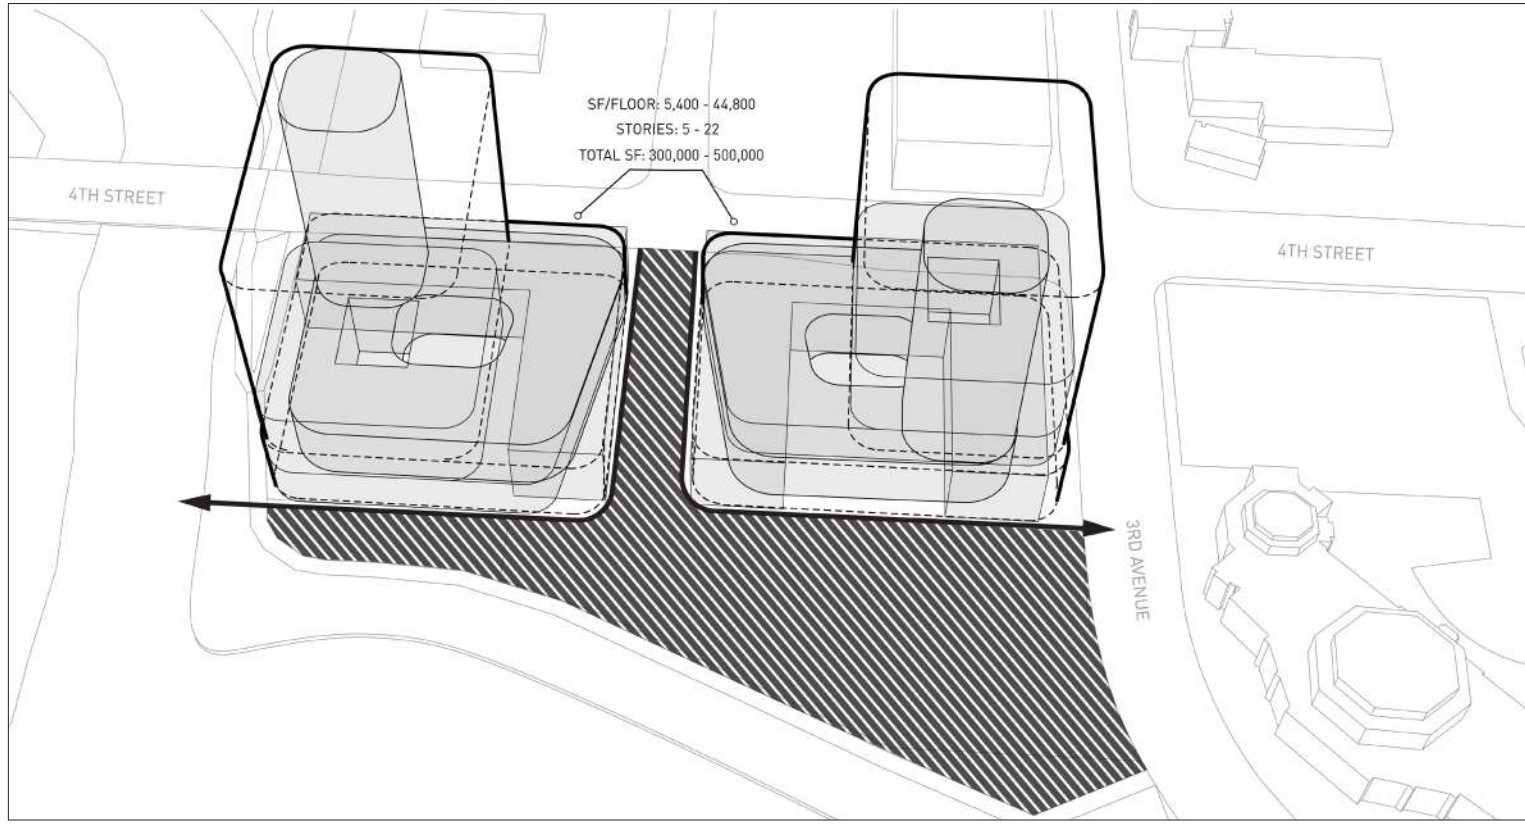 SF/FLOOR: 5,400 - 44,800
STORIES: 5 - 22
TOTAL SF: 300,000 - 500,000
4TH STREET
4TH STREET
3RD AVENUE